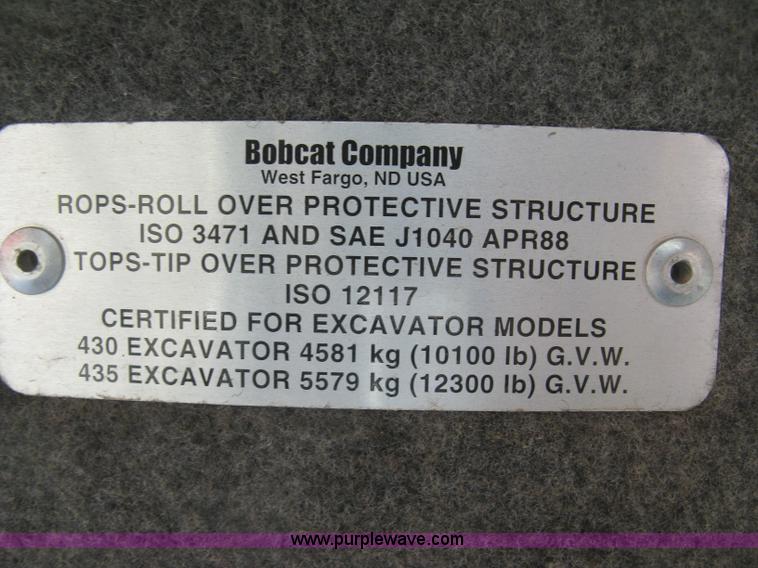 Bobcat Company
West Fargo, ND USA
ROPS-ROLL OVER PROTECTIVE STRUCTURE
ISO 3471 AND SAE J1040 APR88
TOPS-TIP OVER PROTECTIVE STRUCTURE
ISO 12117
CERTIFIED FOR EXCAVATOR MODELS
430 EXCAVATOR 4581 kg (10100 lb) G.V.W.
435 EXCAVATOR 5579 kg (12300 lb) G.V.W.
www.purplewave.com